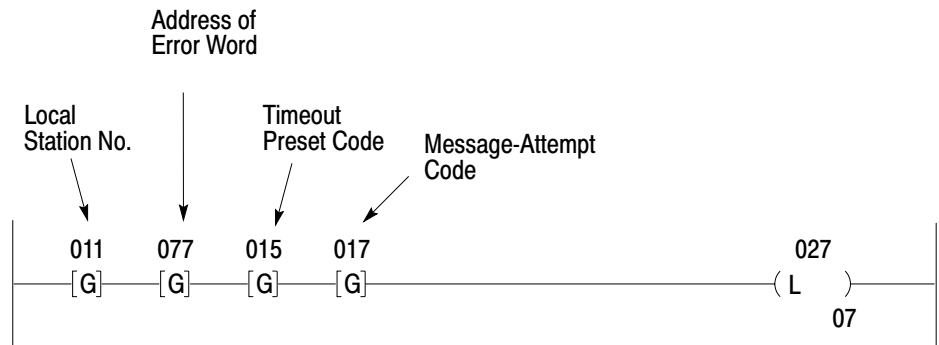 Address of
Error Word
Local
Station No.
Timeout
Preset Code
Message-Attempt
Code
011 077 015 017 027
[G] [G] [G] [G] ( L )
07